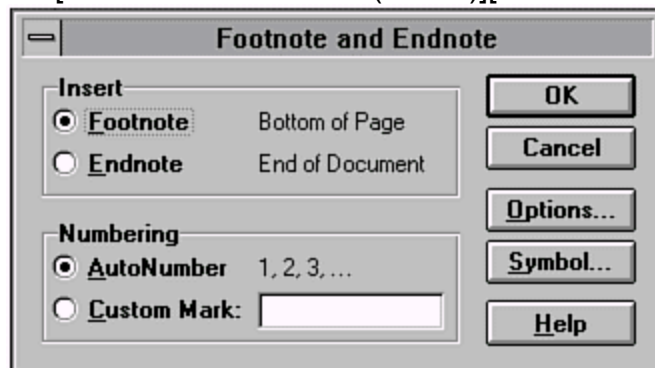 Footnote and Endnote
Insert
Footnote Bottom of Page
Endnote End of Document
Numbering
AutoNumber 1, 2, 3, ...
Custom Mark:
OK
Cancel
Options...
Symbol...
Help